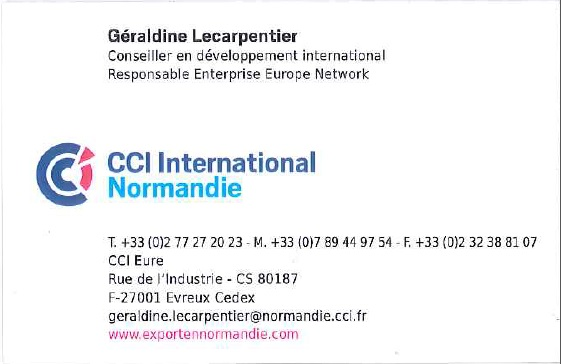 Géraldine Lecarpentier
Conseiller en développement international
Responsable Enterprise Europe Network
CCI International
Normandie
T. +33 (0)2 77 27 20 23 - M. +33 (0)7 89 44 97 54 - F. +33 (0)2 32 38 81 07
CCI Eure
Rue de l'Industrie - CS 80187
F-27001 Evreux Cedex
geraldine.lecarpentier@normandie.cci.fr
www.exportennormandie.com